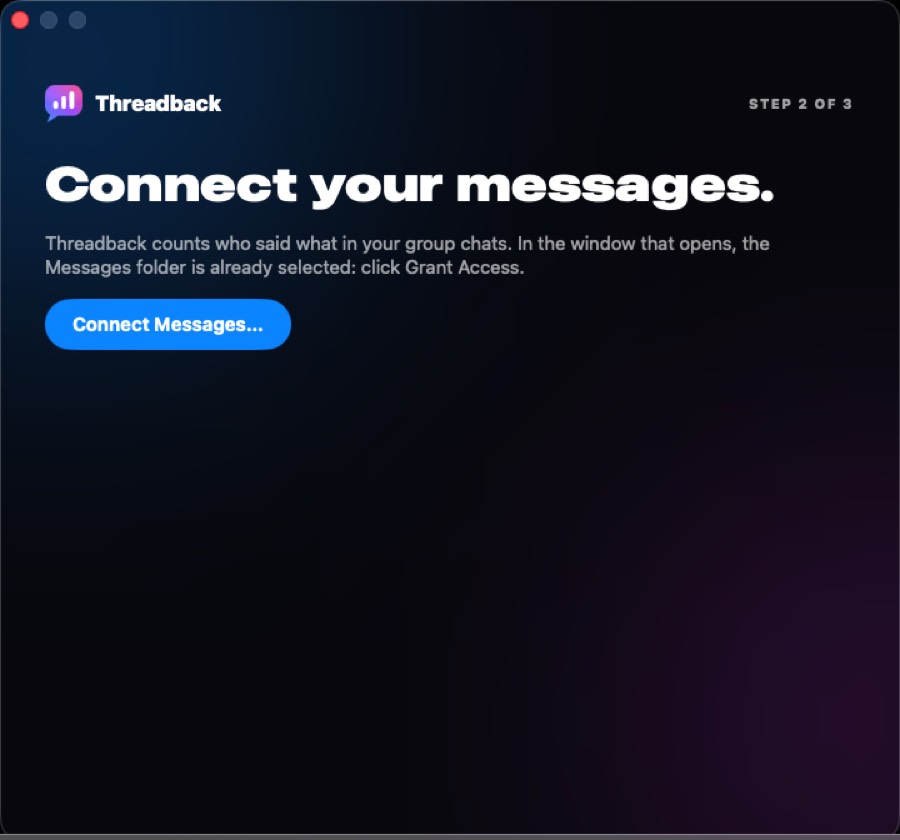 Threadback
STEP 2 OF 3
Connect your messages.
Threadback counts who said what in your group chats. In the window that opens, the
Messages folder is already selected: click Grant Access.
Connect Messages...